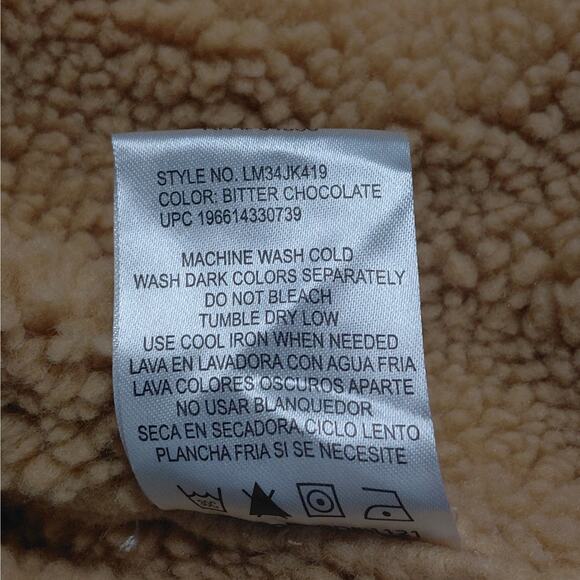 STYLE NO. LM34JK419
COLOR: BITTER CHOCOLATE
UPC 196614330739
MACHINE WASH COLD
WASH DARK COLORS SEPARATELY
DO NOT BLEACH
TUMBLE DRY LOW
USE COOL IRON WHEN NEEDED
LAVA EN LAVADORA CON AGUA FRIA
LAVA COLORES OSCUROS APARTE
NO USAR BLANQUEDOR
SECA EN SECADORA,CICLO LENTO
PLANCHA FRIA SI SE NECESITE
30C